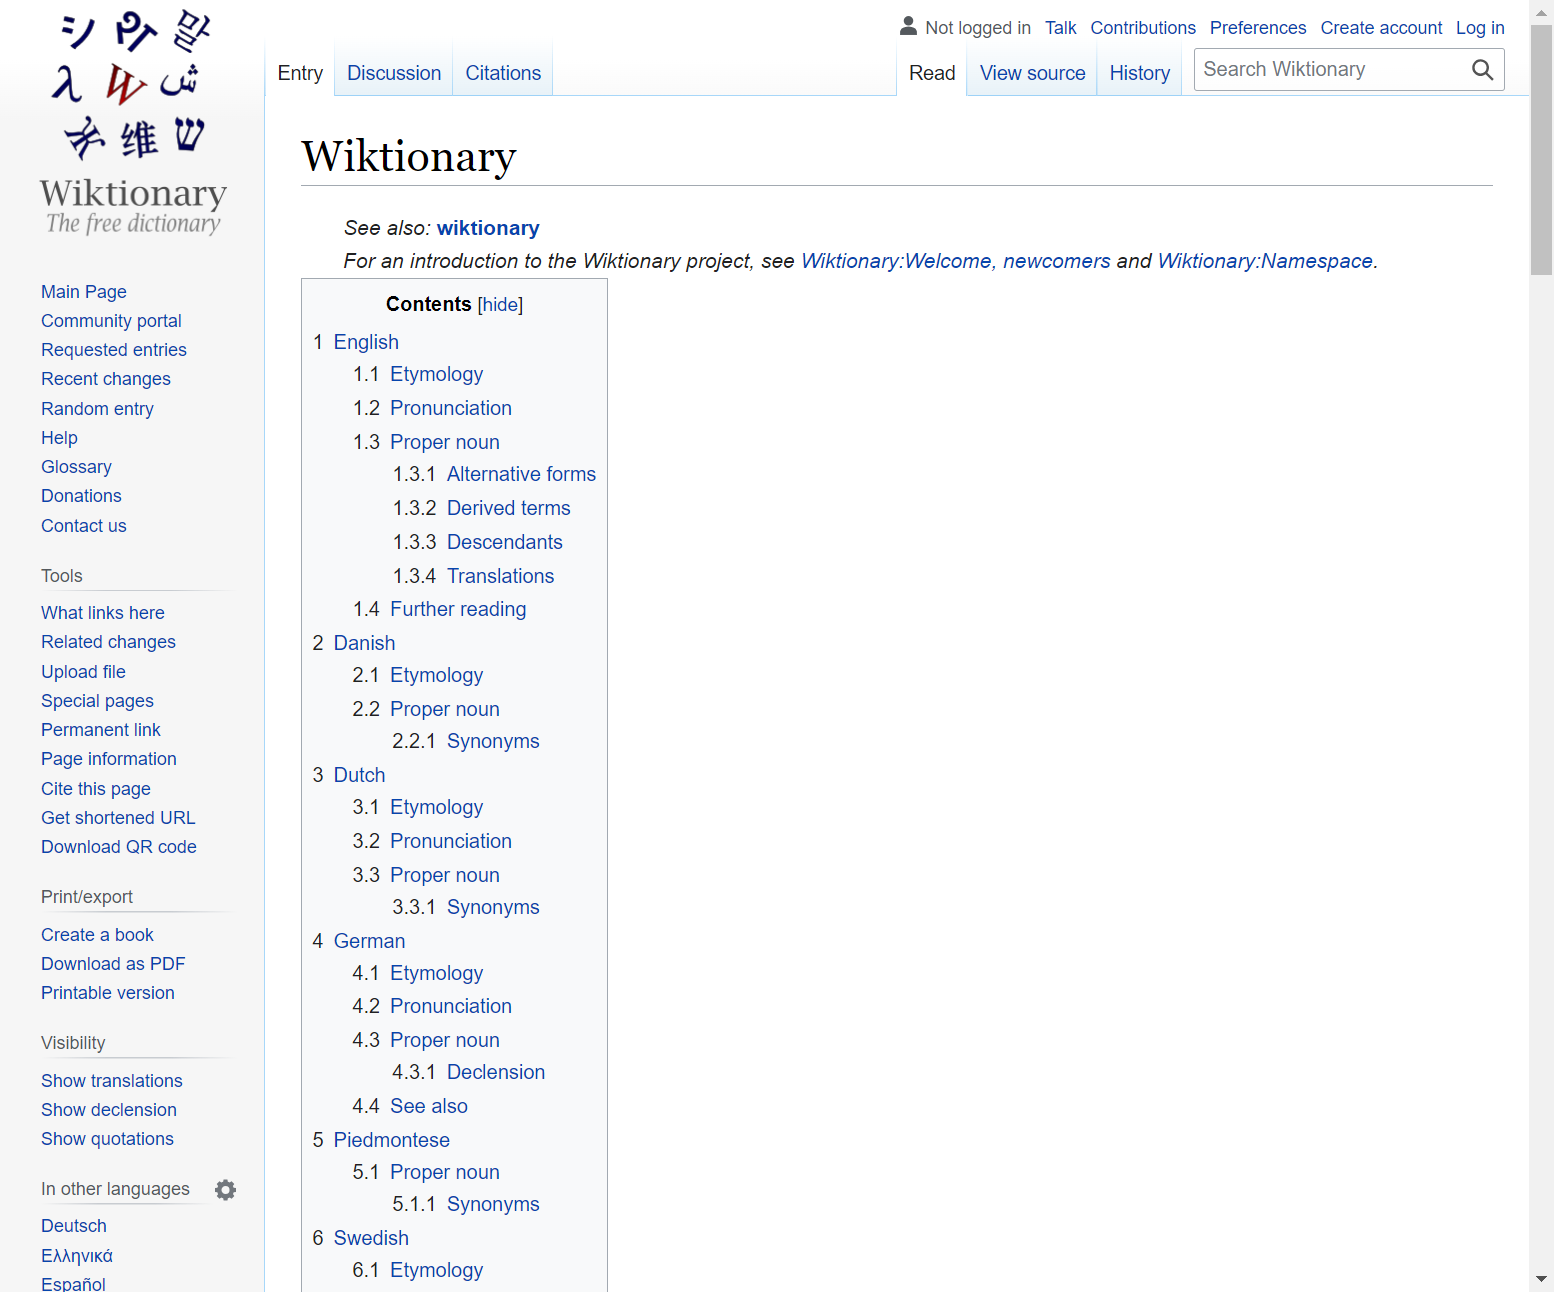 シ የፕ 말
λ W ش
क 维 ש
Wiktionary
The free dictionary
Main Page
Community portal
Requested entries
Recent changes
Random entry
Help
Glossary
Donations
Contact us
Tools
What links here
Related changes
Upload file
Special pages
Permanent link
Page information
Cite this page
Get shortened URL
Download QR code
Print/export
Create a book
Download as PDF
Printable version
Visibility
Show translations
Show declension
Show quotations
In other languages
Deutsch
Ελληνικά
Español
Not logged in Talk Contributions Preferences Create account Log in
Entry Discussion Citations Read View source History Search Wiktionary
Wiktionary
See also: wiktionary
For an introduction to the Wiktionary project, see Wiktionary:Welcome, newcomers and Wiktionary:Namespace.
Contents [hide]
1 English
1.1 Etymology
1.2 Pronunciation
1.3 Proper noun
1.3.1 Alternative forms
1.3.2 Derived terms
1.3.3 Descendants
1.3.4 Translations
1.4 Further reading
2 Danish
2.1 Etymology
2.2 Proper noun
2.2.1 Synonyms
3 Dutch
3.1 Etymology
3.2 Pronunciation
3.3 Proper noun
3.3.1 Synonyms
4 German
4.1 Etymology
4.2 Pronunciation
4.3 Proper noun
4.3.1 Declension
4.4 See also
5 Piedmontese
5.1 Proper noun
5.1.1 Synonyms
6 Swedish
6.1 Etymology